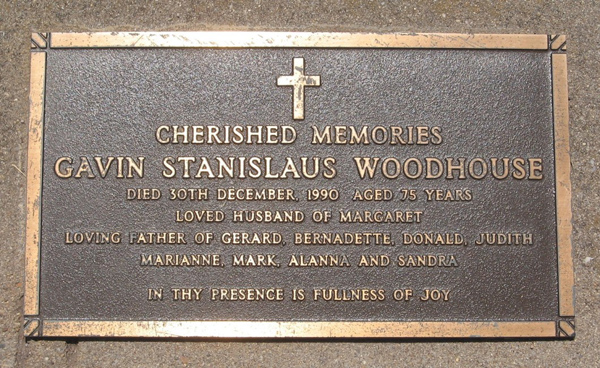 CHERISHED MEMORIES
GAVIN STANISLAUS WOODHOUSE
DIED 30TH DECEMBER, 1990 AGED 75 YEARS
LOVED HUSBAND OF MARGARET
LOVING FATHER OF GERARD, BERNADETTE, DONALD, JUDITH
MARIANNE, MARK, ALANNA AND SANDRA
IN THY PRESENCE IS FULLNESS OF JOY